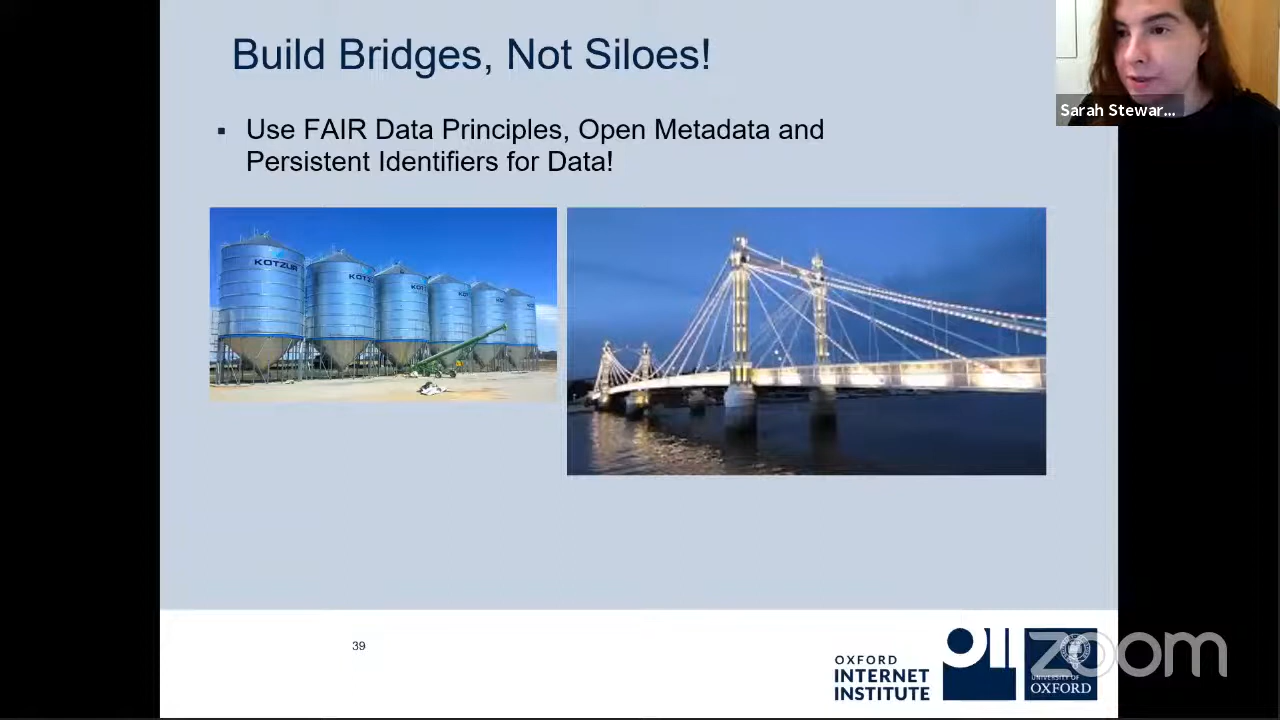 Build Bridges, Not Siloes!
Sarah Stewar...
▪ Use FAIR Data Principles, Open Metadata and
Persistent Identifiers for Data!
KOTZUR
39
OXFORD
INTERNET
INSTITUTE
OII
UNIVERSITY OF
OXFORD
zoom